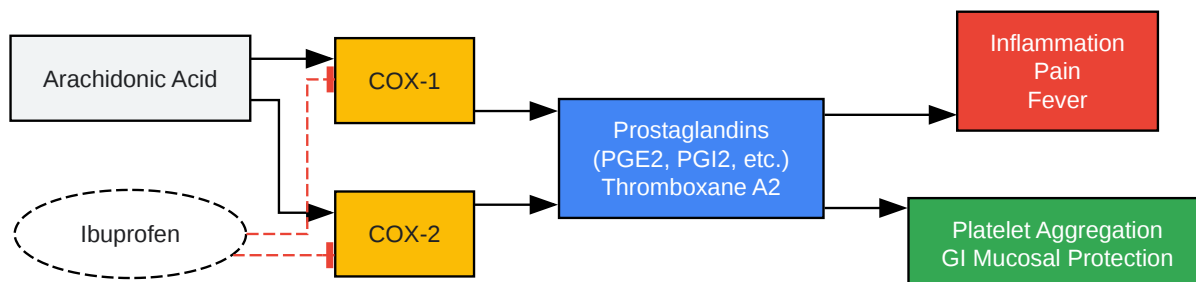 Arachidonic Acid
COX-1
Prostaglandins
(PGE2, PGI2, etc.)
Thromboxane A2
Inflammation
Pain
Fever
Ibuprofen
COX-2
Platelet Aggregation
GI Mucosal Protection